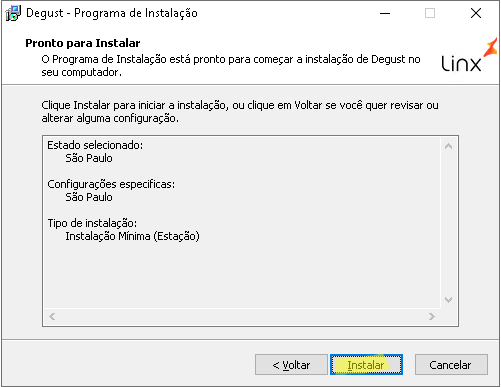 Degust - Programa de Instalação
Pronto para Instalar
O Programa de Instalação está pronto para começar a instalação de Degust no
seu computador.
Linx
Clique Instalar para iniciar a instalação, ou clique em Voltar se você quer revisar ou
alterar alguma configuração.
Estado selecionado:
São Paulo
Configurações especificas:
São Paulo
Tipo de instalação:
Instalação Mínima (Estação)
< Voltar
Instalar
Cancelar